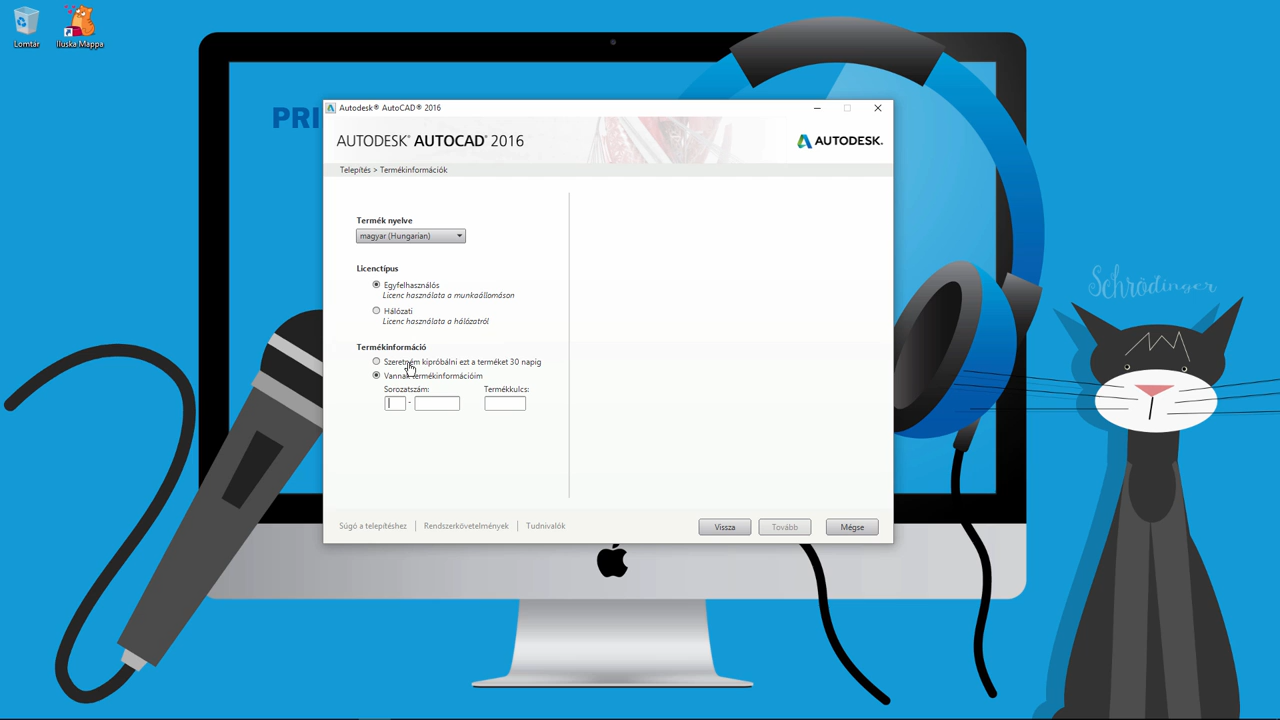 Lomtár
Iluska Mappa
PRI
Autodesk® AutoCAD® 2016
AUTODESK® AUTOCAD® 2016
AUTODESK.
Telepítés > Termékinformációk
Termék nyelve
magyar (Hungarian)
Licenctípus
Egyfelhasználós
Licenc használata a munkaállomáson
Hálózati
Licenc használata a hálózatról
Termékinformáció
Szeretném kipróbálni ezt a terméket 30 napig
Vannak termékinformációim
Sorozatszám:
Termékkulcs:
-
Súgó a telepítéshez
Rendszerkövetelmények
Tudnivalók
Vissza
Tovább
Mégse
Schrödinger